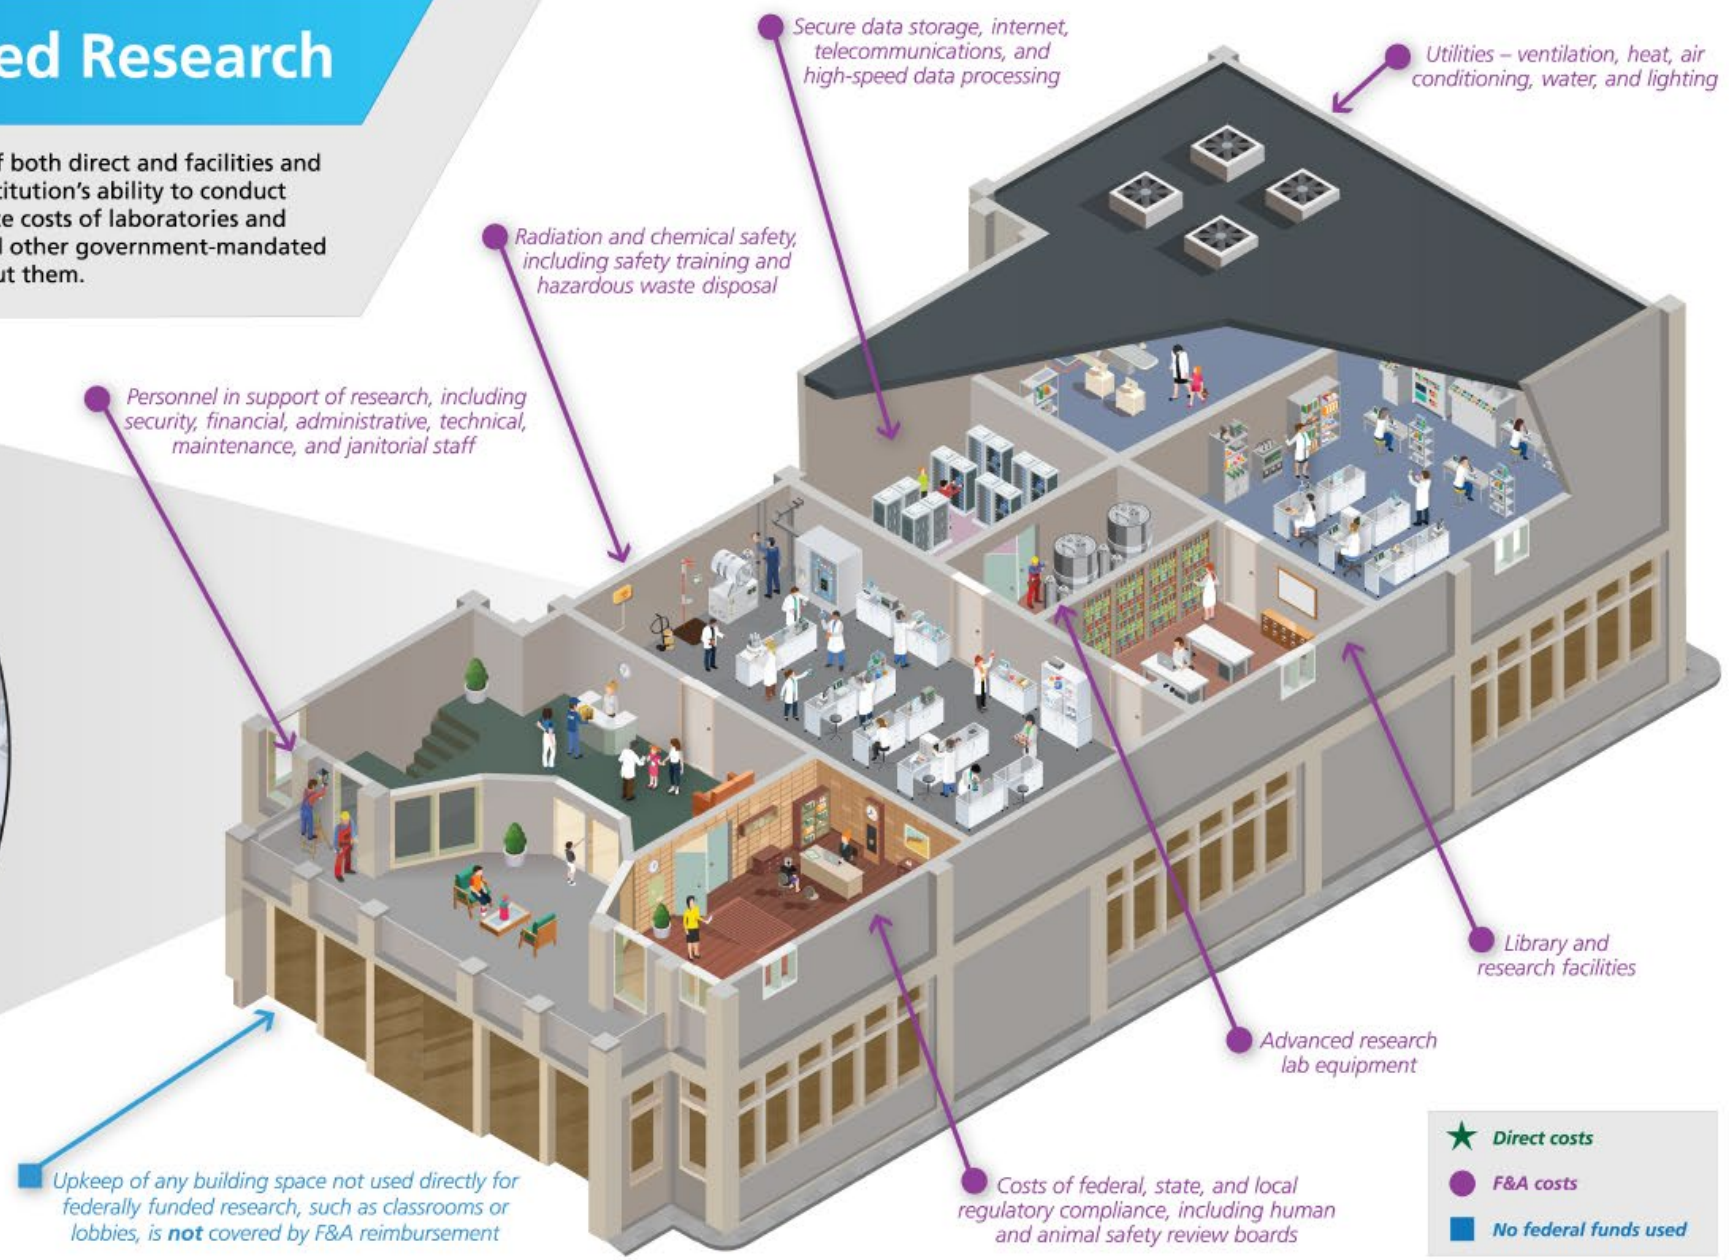 ed Research
f both direct and facilities and
titution's ability to conduct
te costs of laboratories and
d other government-mandated
ut them.
Secure data storage, internet,
telecommunications, and
high-speed data processing
Utilities – ventilation, heat, air
conditioning, water, and lighting
Radiation and chemical safety,
including safety training and
hazardous waste disposal
Personnel in support of research, including
security, financial, administrative, technical,
maintenance, and janitorial staff
Library and
research facilities
Advanced research
lab equipment
Costs of federal, state, and local
regulatory compliance, including human
and animal safety review boards
Upkeep of any building space not used directly for
federally funded research, such as classrooms or
lobbies, is not covered by F&A reimbursement
Direct costs
F&A costs
No federal funds used